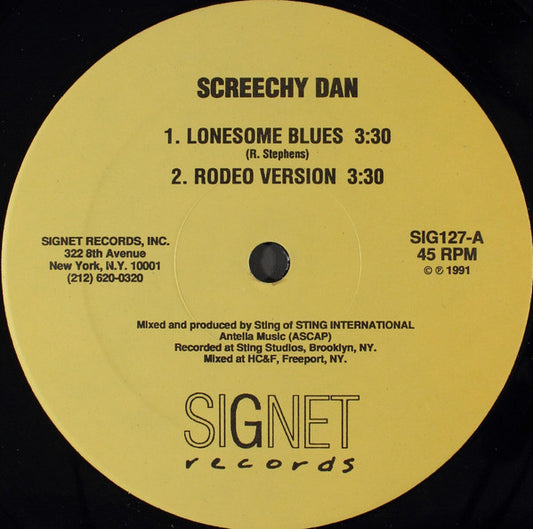 SCREECHY DAN
1. LONESOME BLUES 3:30
(R. Stephens)
2. RODEO VERSION 3:30
SIGNET RECORDS, INC.
322 8th Avenue
New York, N.Y. 10001
(212) 620-0320
SIG127-A
45 RPM
© ℗ 1991
Mixed and produced by Sting of STING INTERNATIONAL
Antella Music (ASCAP)
Recorded at Sting Studios, Brooklyn, NY.
Mixed at HC&F, Freeport, NY.
SIGNET
records